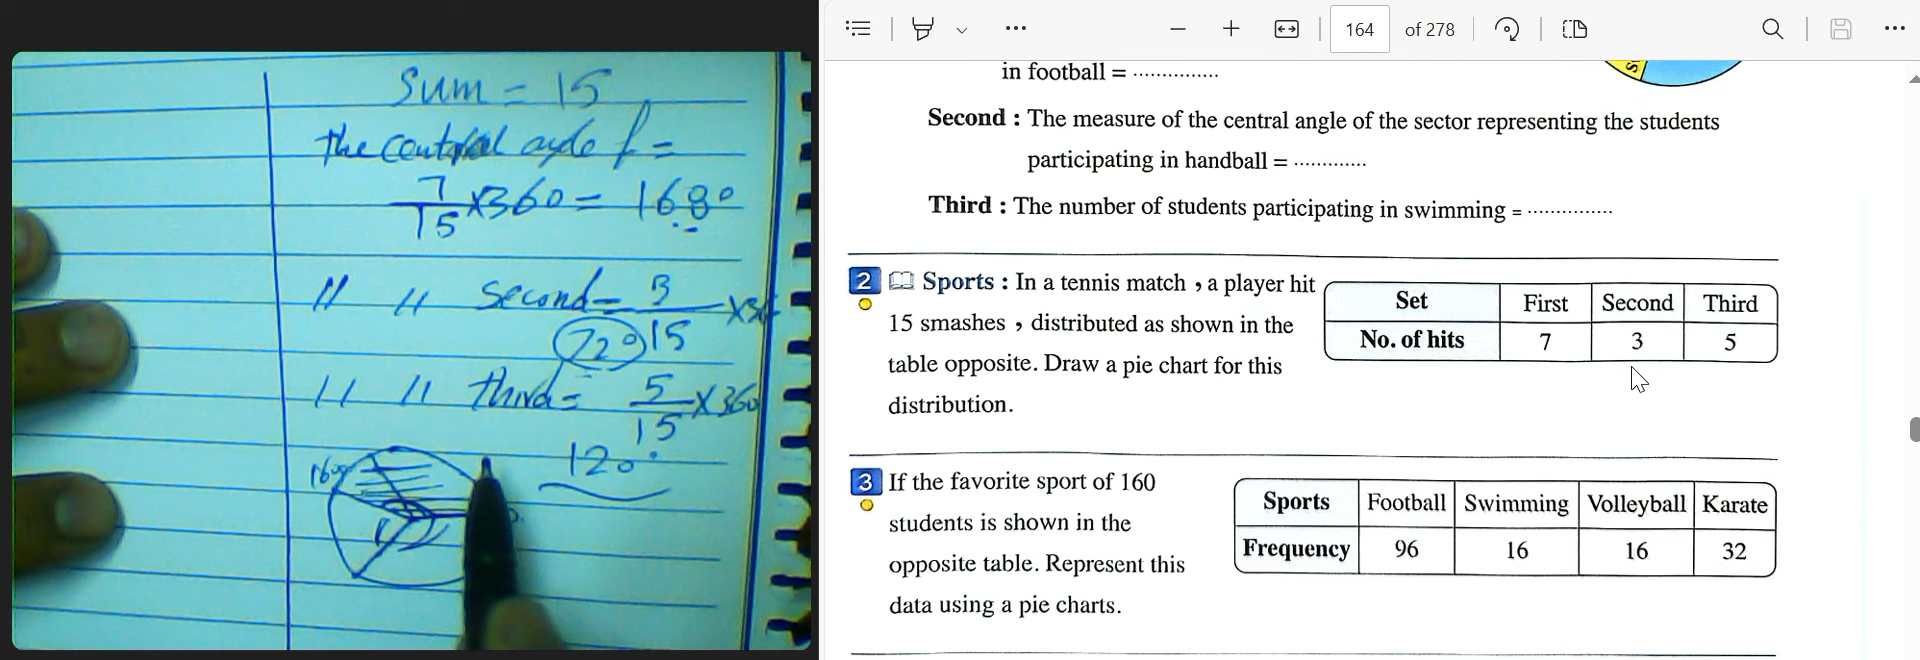 Sum = 15
The central angle f =
7/15 ×360 = 168°
〃 〃 second = 3/15 ×36
72°
〃 〃 third = 5/15 ×360
120°
164 of 278
in football = ...............
Second : The measure of the central angle of the sector representing the students
participating in handball = .............
Third : The number of students participating in swimming = ...............
2 Sports : In a tennis match , a player hit
15 smashes , distributed as shown in the
table opposite. Draw a pie chart for this
distribution.
Set First Second Third
No. of hits 7 3 5
3 If the favorite sport of 160
students is shown in the
opposite table. Represent this
data using a pie charts.
Sports Football Swimming Volleyball Karate
Frequency 96 16 16 32